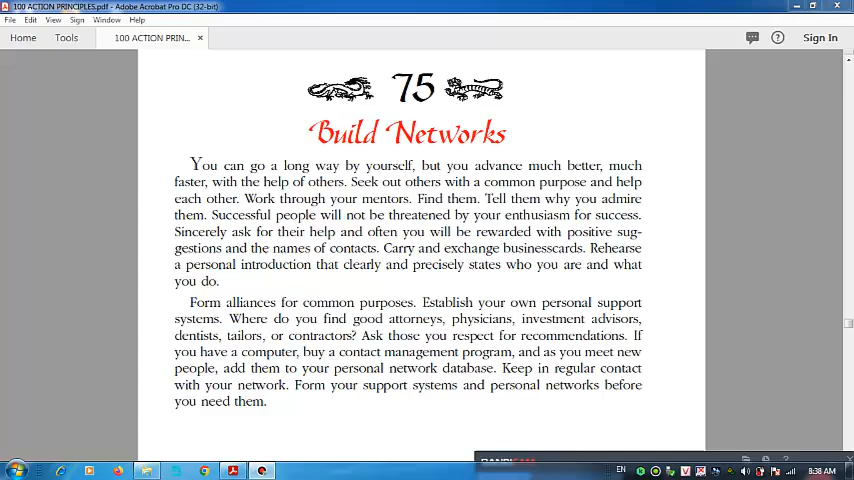 100 ACTION PRINCIPLES.pdf - Adobe Acrobat Pro DC (32-bit)
File Edit View Sign Window Help
Home Tools 100 ACTION PRIN... × Sign In
75
Build Networks
You can go a long way by yourself, but you advance much better, much
faster, with the help of others. Seek out others with a common purpose and help
each other. Work through your mentors. Find them. Tell them why you admire
them. Successful people will not be threatened by your enthusiasm for success.
Sincerely ask for their help and often you will be rewarded with positive sug-
gestions and the names of contacts. Carry and exchange businesscards. Rehearse
a personal introduction that clearly and precisely states who you are and what
you do.
Form alliances for common purposes. Establish your own personal support
systems. Where do you find good attorneys, physicians, investment advisors,
dentists, tailors, or contractors? Ask those you respect for recommendations. If
you have a computer, buy a contact management program, and as you meet new
people, add them to your personal network database. Keep in regular contact
with your network. Form your support systems and personal networks before
you need them.
EN 8:38 AM